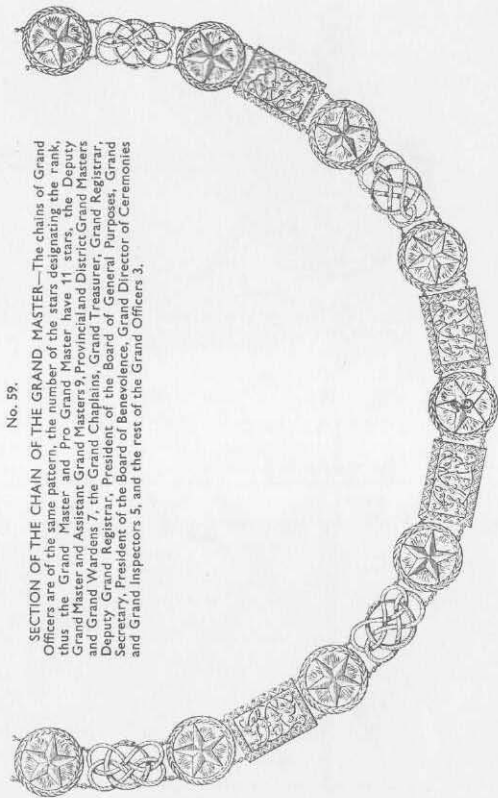 No. 59.
SECTION OF THE CHAIN OF THE GRAND MASTER—The chains of Grand
Officers are of the same pattern, the number of the stars designating the rank,
thus the Grand Master and Pro Grand Master have 11 stars, the Deputy
Grand Master and Assistant Grand Masters 9, Provincial and District Grand Masters
and Grand Wardens 7, the Grand Chaplains, Grand Treasurer, Grand Registrar,
Deputy Grand Registrar, President of the Board of General Purposes, Grand
Secretary, President of the Board of Benevolence, Grand Director of Ceremonies
and Grand Inspectors 5, and the rest of the Grand Officers 3.